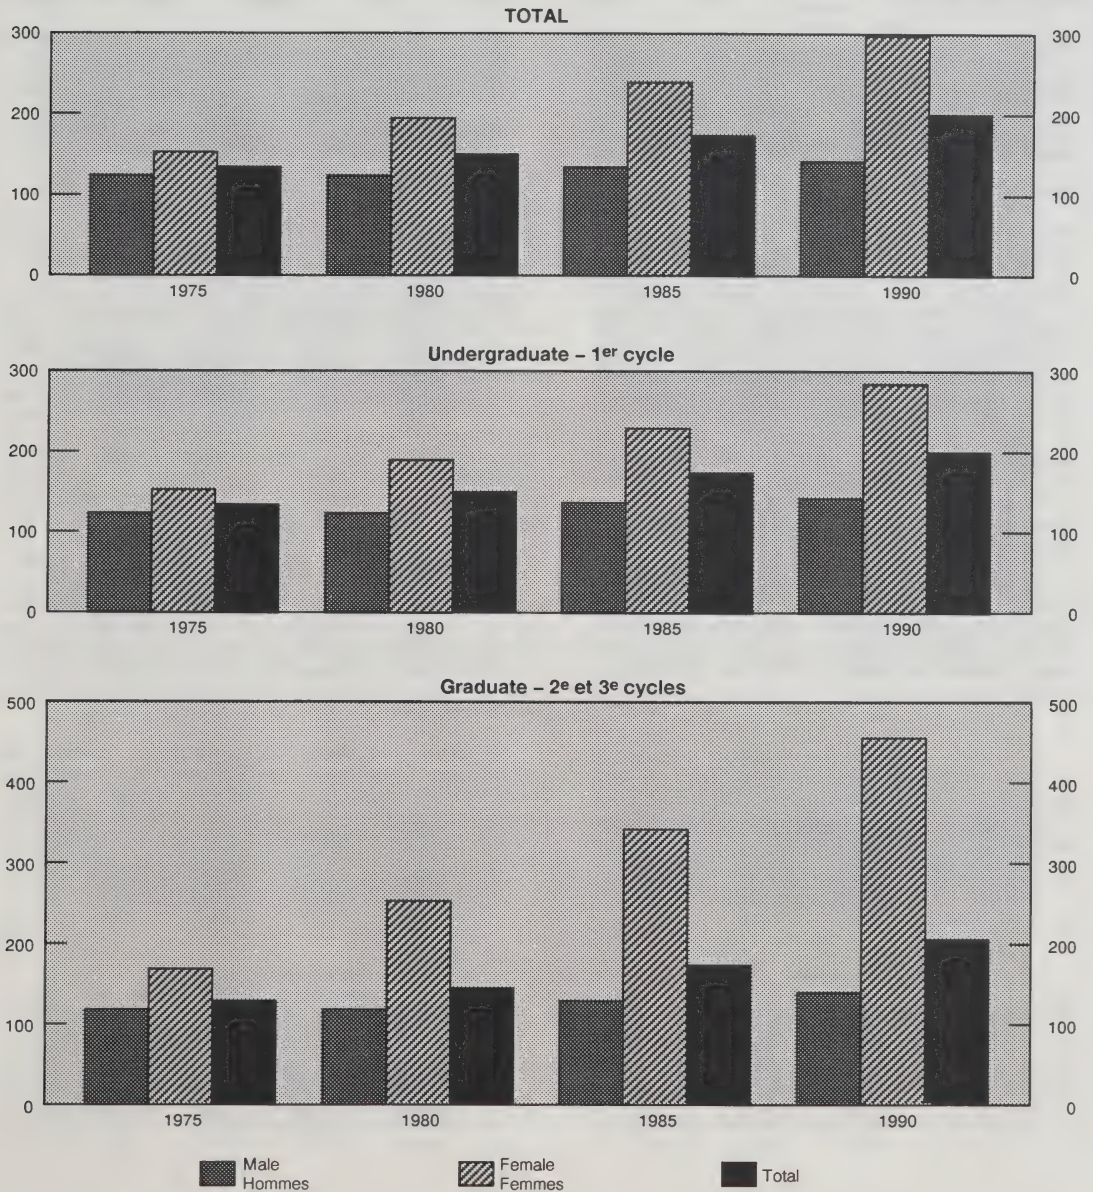 TOTAL
300 300
200 200
100 100
0 0
1975 1980 1985 1990
Undergraduate – 1er cycle
300 300
200 200
100 100
0 0
1975 1980 1985 1990
Graduate – 2e et 3e cycles
500 500
400 400
300 300
200 200
100 100
0 0
1975 1980 1985 1990
Male Female Total
Hommes Femmes